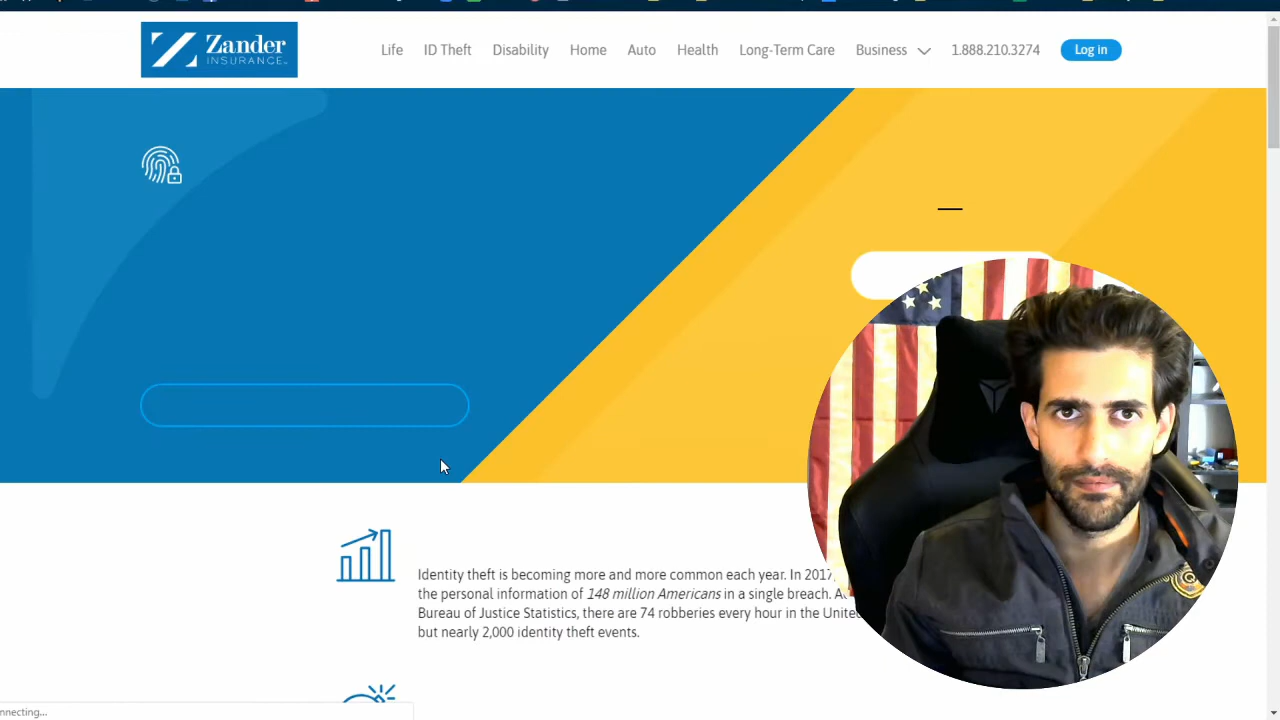 Zander
INSURANCE
Life ID Theft Disability Home Auto Health Long-Term Care Business 1.888.210.3274 Log in
Identity theft is becoming more and more common each year. In 2017,
the personal information of 148 million Americans in a single breach.
Bureau of Justice Statistics, there are 74 robberies every hour in the
but nearly 2,000 identity theft events.
nnecting...